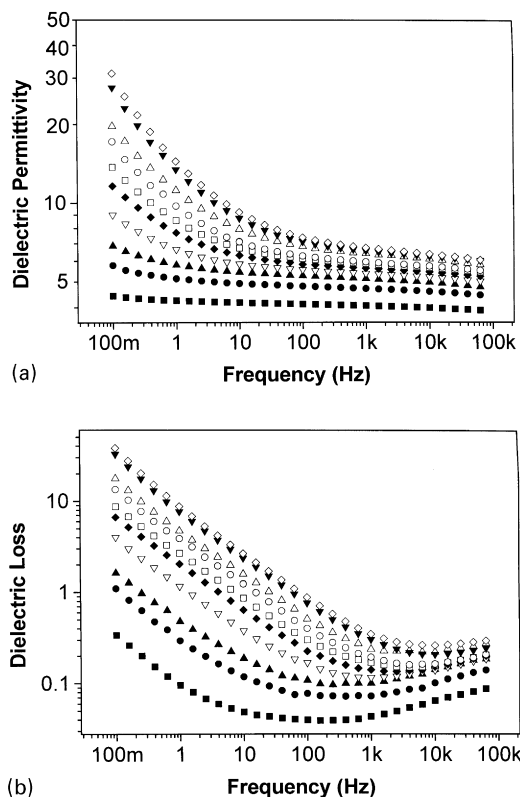 50
40
30
20
10
5
Dielectric Permittivity
100m 1 10 100 1k 10k 100k
Frequency (Hz)
(a)
10
1
0.1
Dielectric Loss
100m 1 10 100 1k 10k 100k
Frequency (Hz)
(b)